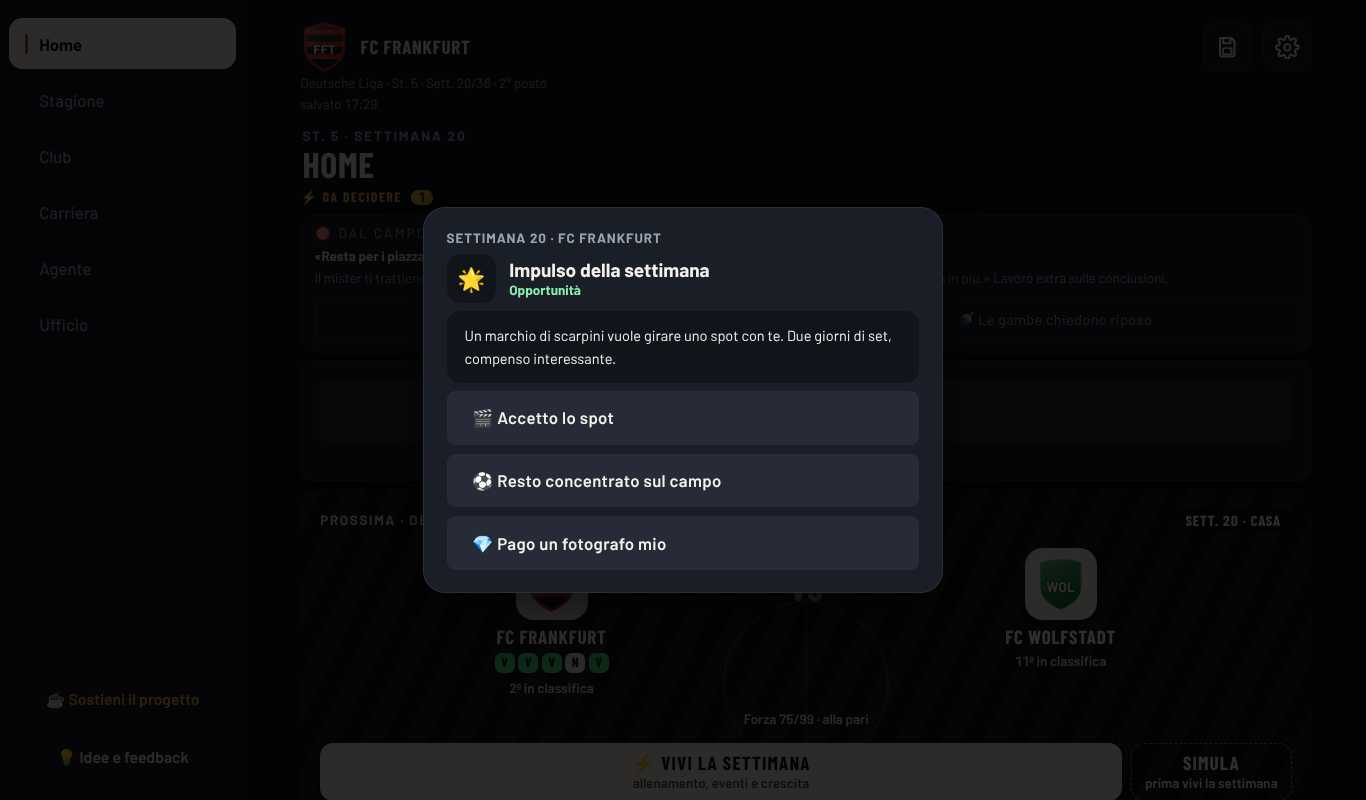 Home
Stagione
Club
Carriera
Agente
Ufficio
☕ Sostieni il progetto
💡 Idee e feedback
FFT
FC FRANKFURT
Deutsche Liga · St. 5 · Sett. 20/38 · 2° posto
salvato 17:29
ST. 5 · SETTIMANA 20
HOME
⚡ DA DECIDERE 1
DAL CAMPO
«Resta per i piazza
Il mister ti trattiene
in più.» Lavoro extra sulle conclusioni.
🚿 Le gambe chiedono riposo
SETTIMANA 20 · FC FRANKFURT
🌟 Impulso della settimana
Opportunità
Un marchio di scarpini vuole girare uno spot con te. Due giorni di set,
compenso interessante.
🎬 Accetto lo spot
⚽ Resto concentrato sul campo
💎 Pago un fotografo mio
PROSSIMA · DE
SETT. 20 · CASA
VS
WOL
FC FRANKFURT
V V V N V
2ª in classifica
FC WOLFSTADT
11ª in classifica
Forza 75/99 · alla pari
⚡ VIVI LA SETTIMANA
allenamento, eventi e crescita
SIMULA
prima vivi la settimana